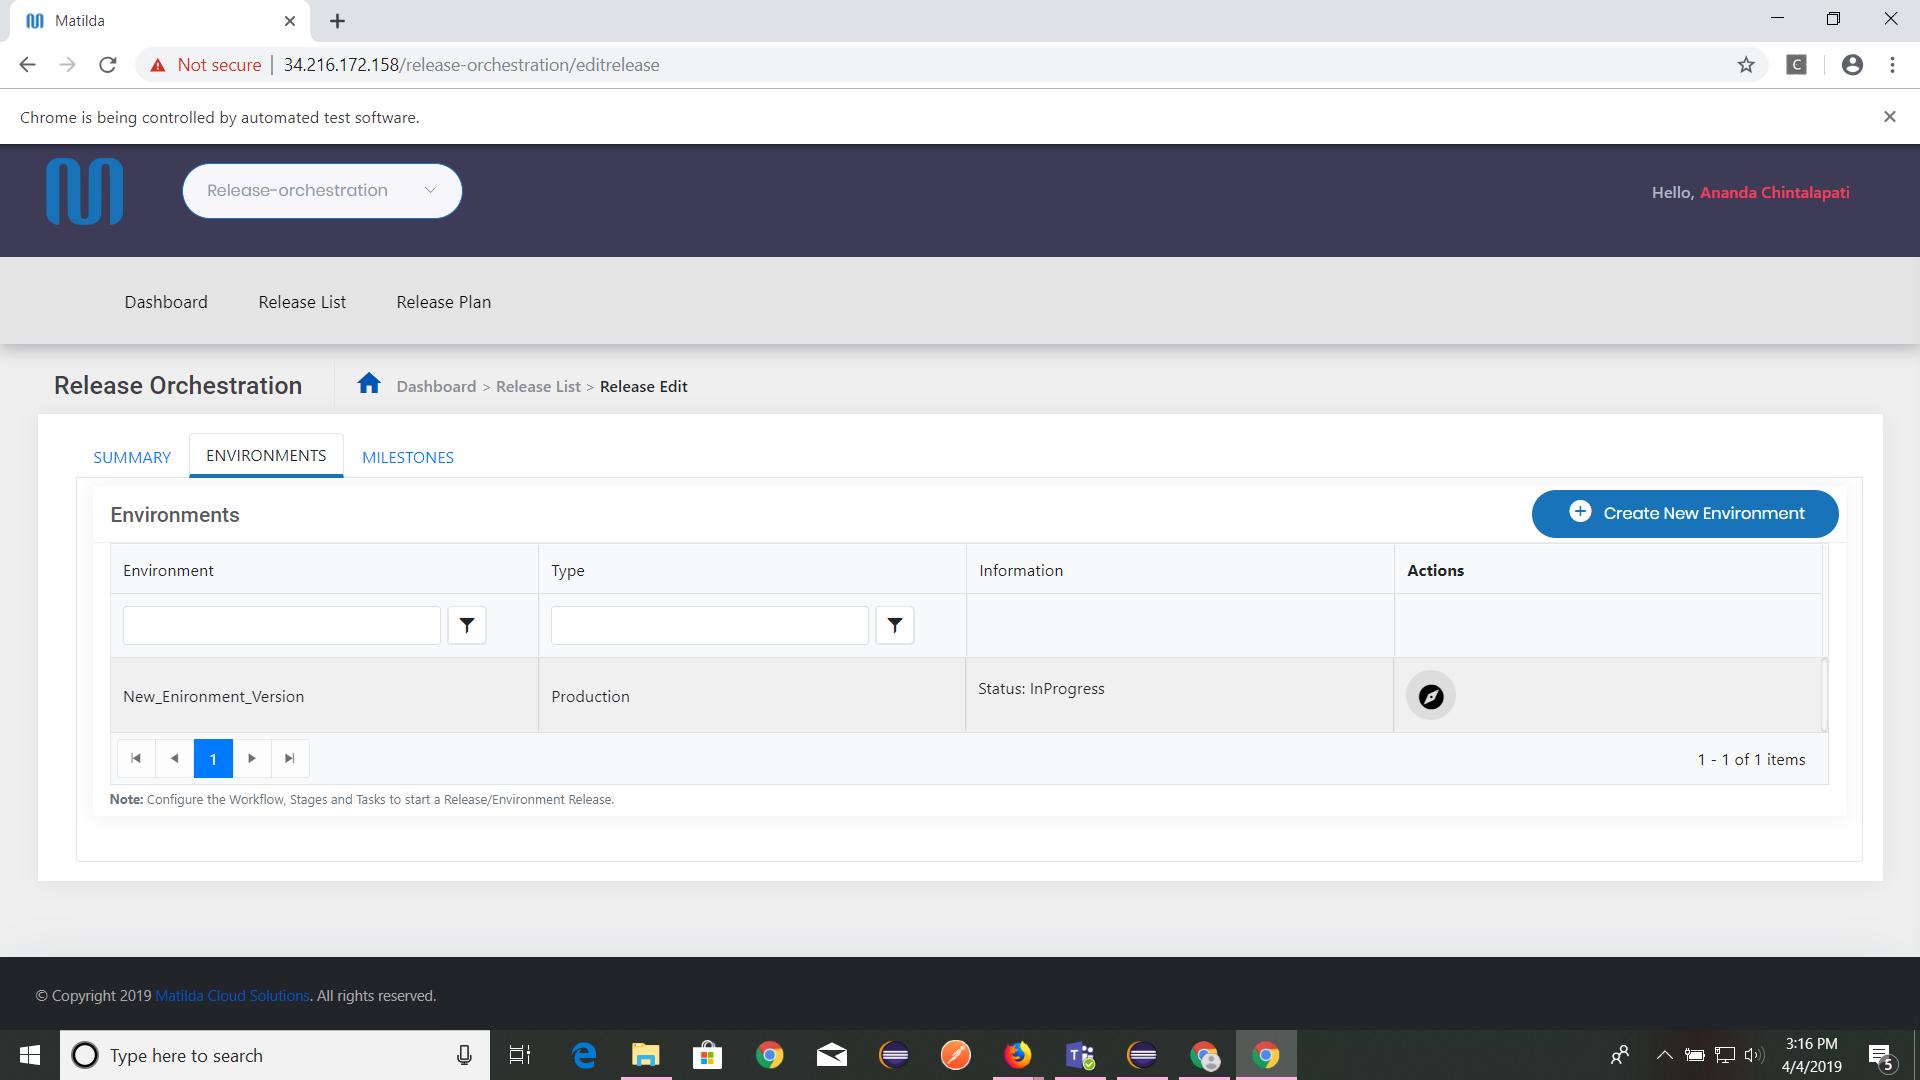 Matilda
Not secure | 34.216.172.158/release-orchestration/editrelease
C
Chrome is being controlled by automated test software.
Release-orchestration
Hello, Ananda Chintalapati
Dashboard Release List Release Plan
Release Orchestration
Dashboard > Release List > Release Edit
SUMMARY ENVIRONMENTS MILESTONES
Environments
Create New Environment
Environment Type Information Actions
New_Enironment_Version Production Status: InProgress
1
1 - 1 of 1 items
Note: Configure the Workflow, Stages and Tasks to start a Release/Environment Release.
© Copyright 2019 Matilda Cloud Solutions. All rights reserved.
Type here to search
3:16 PM
4/4/2019
5